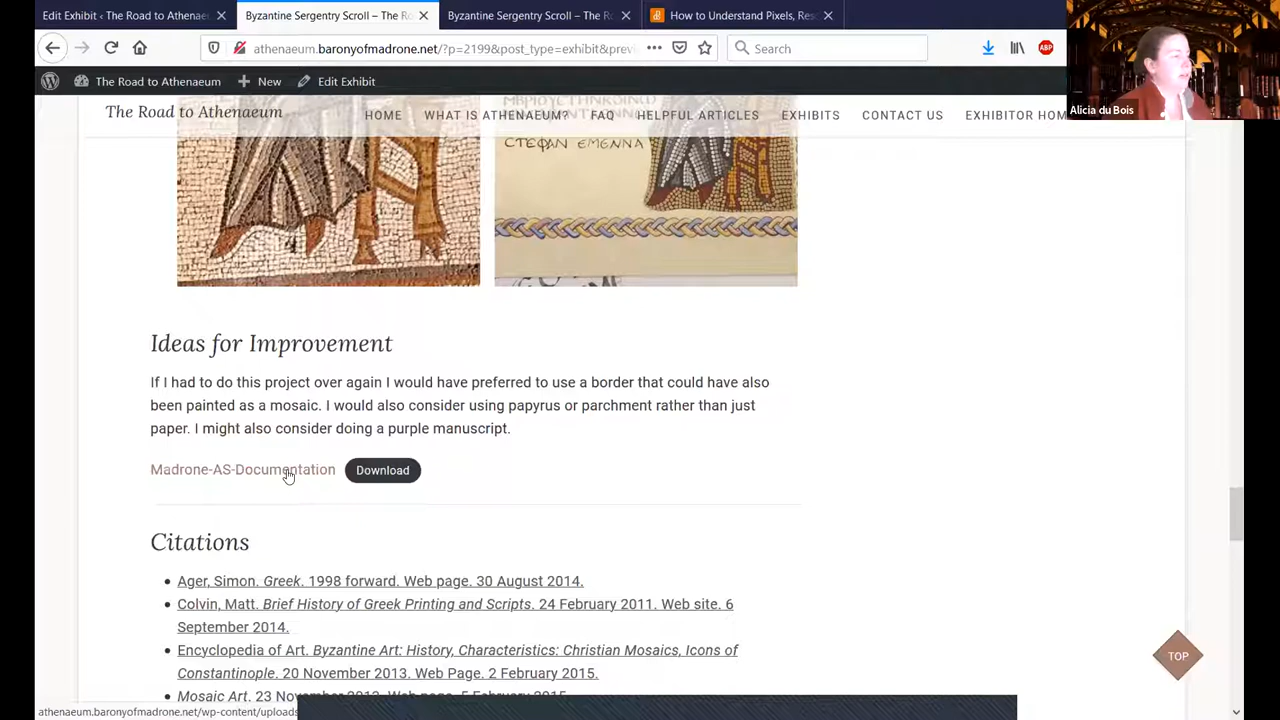 Edit Exhibit ‹ The Road to Athenaeu
Byzantine Sergentry Scroll – The Ro
Byzantine Sergentry Scroll – The Ro
How to Understand Pixels, Reso
athenaeum.baronyofmadrone.net/?p=2199&post_type=exhibit&previ
Search
ABP
The Road to Athenaeum
New
Edit Exhibit
Alicia du Bois
The Road to Athenaeum
HOME
WHAT IS ATHENAEUM?
FAQ
HELPFUL ARTICLES
EXHIBITS
CONTACT US
EXHIBITOR HOM
Ideas for Improvement
If I had to do this project over again I would have preferred to use a border that could have also
been painted as a mosaic. I would also consider using papyrus or parchment rather than just
paper. I might also consider doing a purple manuscript.
Madrone-AS-Documentation
Download
Citations
Ager, Simon. Greek. 1998 forward. Web page. 30 August 2014.
Colvin, Matt. Brief History of Greek Printing and Scripts. 24 February 2011. Web site. 6
September 2014.
Encyclopedia of Art. Byzantine Art: History, Characteristics: Christian Mosaics, Icons of
Constantinople. 20 November 2013. Web Page. 2 February 2015.
Mosaic Art. 23 November 2013. Web page. 5 February 2015.
TOP
athenaeum.baronyofmadrone.net/wp-content/uploads